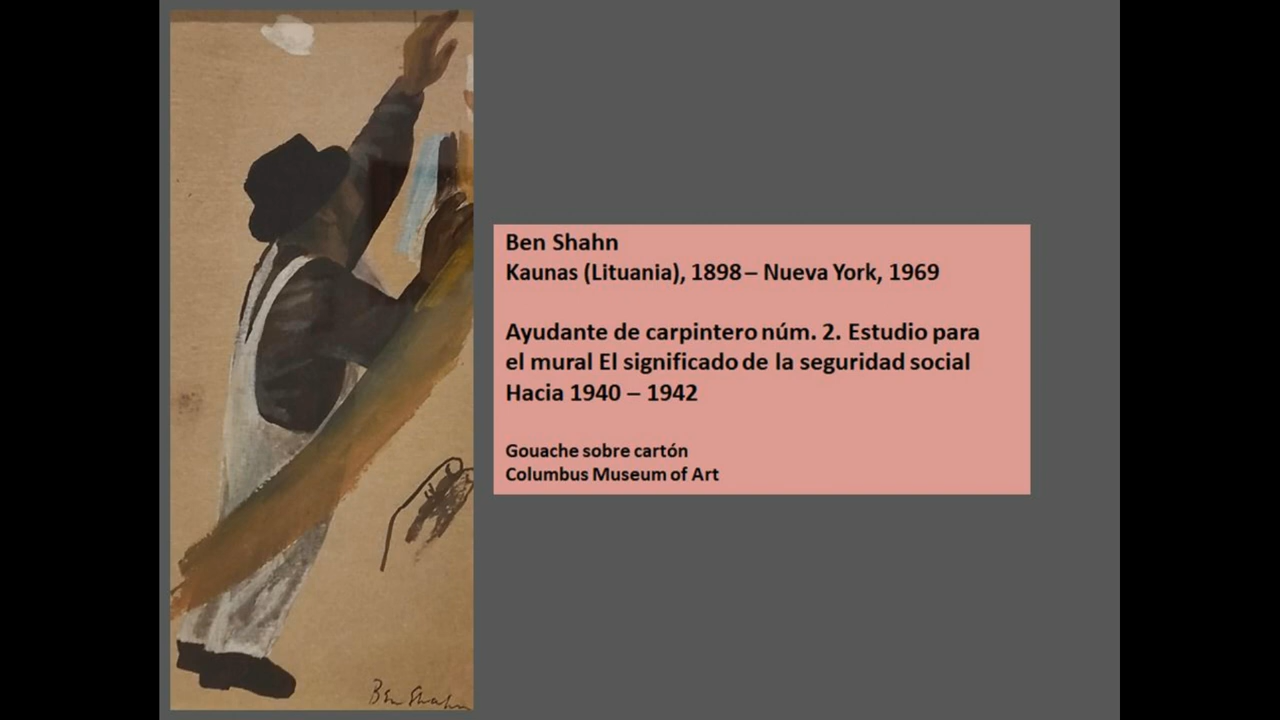 Ben Shahn
Kaunas (Lituania), 1898 – Nueva York, 1969
Ayudante de carpintero núm. 2. Estudio para
el mural El significado de la seguridad social
Hacia 1940 – 1942
Gouache sobre cartón
Columbus Museum of Art
Ben Shahn